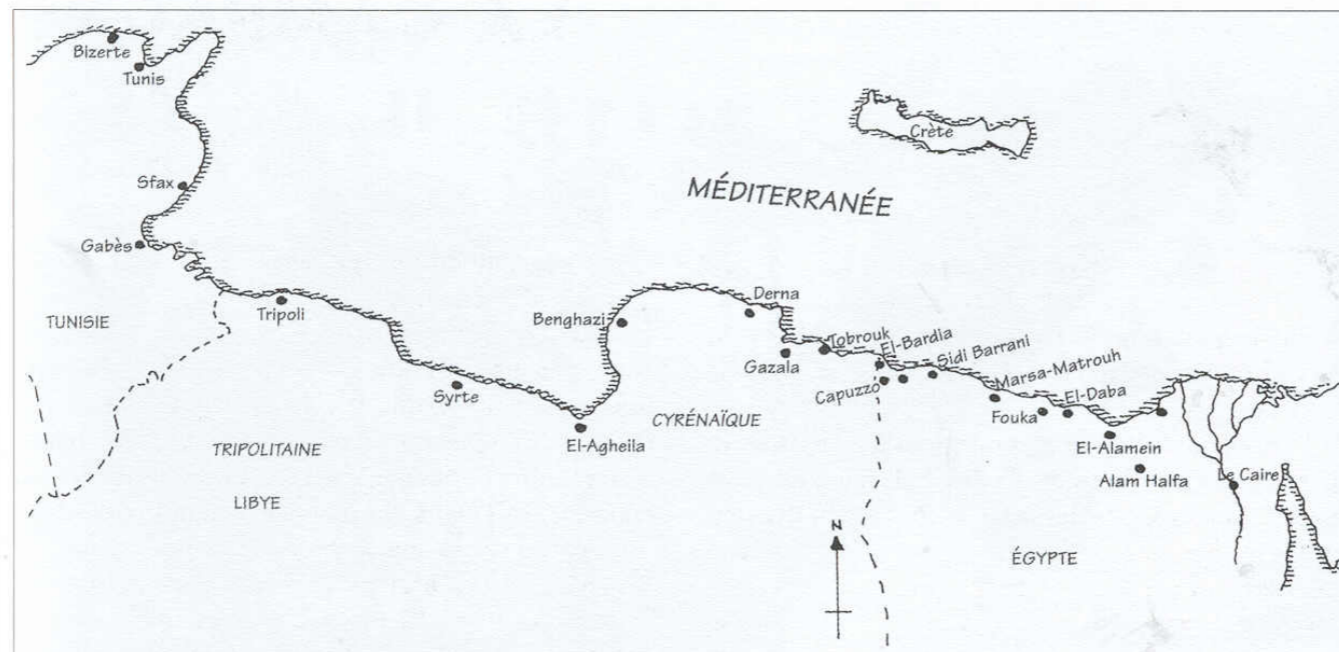 Bizerte
Tunis
Crète
Sfax
MÉDITERRANÉE
Gabès
Derna
Tripoli
TUNISIE
Benghazi
Tobrouk
El-Bardia
Sidi Barrani
Gazala
Capuzzo
Marsa-Matrouh
Syrte
El-Daba
CYRÉNAÏQUE
Fouka
El-Agheila
El-Alamein
TRIPOLITAINE
Alam Halfa
Le Caire
LIBYE
N
ÉGYPTE